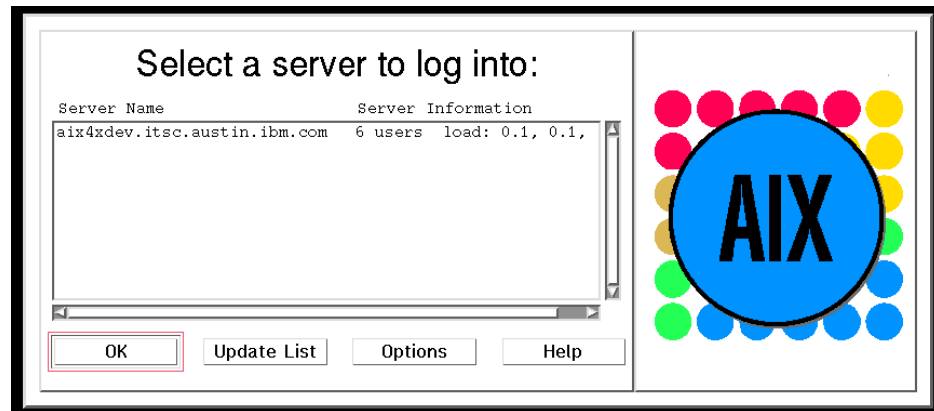 Select a server to log into:
Server Name Server Information
aix4xdev.itsc.austin.ibm.com 6 users load: 0.1, 0.1,
AIX
OK Update List Options Help